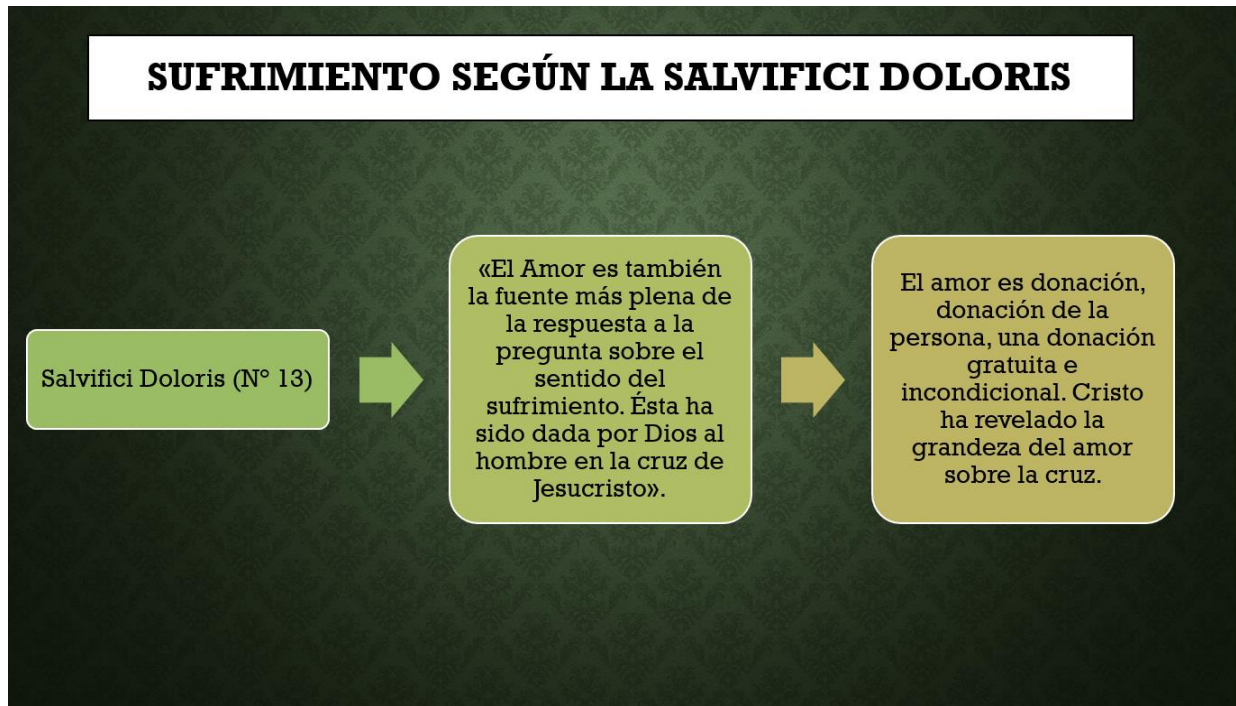 SUFRIMIENTO SEGÚN LA SALVIFICI DOLORIS
Salvifici Doloris (N° 13)
«El Amor es también
la fuente más plena de
la respuesta a la
pregunta sobre el
sentido del
sufrimiento. Ésta ha
sido dada por Dios al
hombre en la cruz de
Jesucristo».
El amor es donación,
donación de la
persona, una donación
gratuita e
incondicional. Cristo
ha revelado la
grandeza del amor
sobre la cruz.